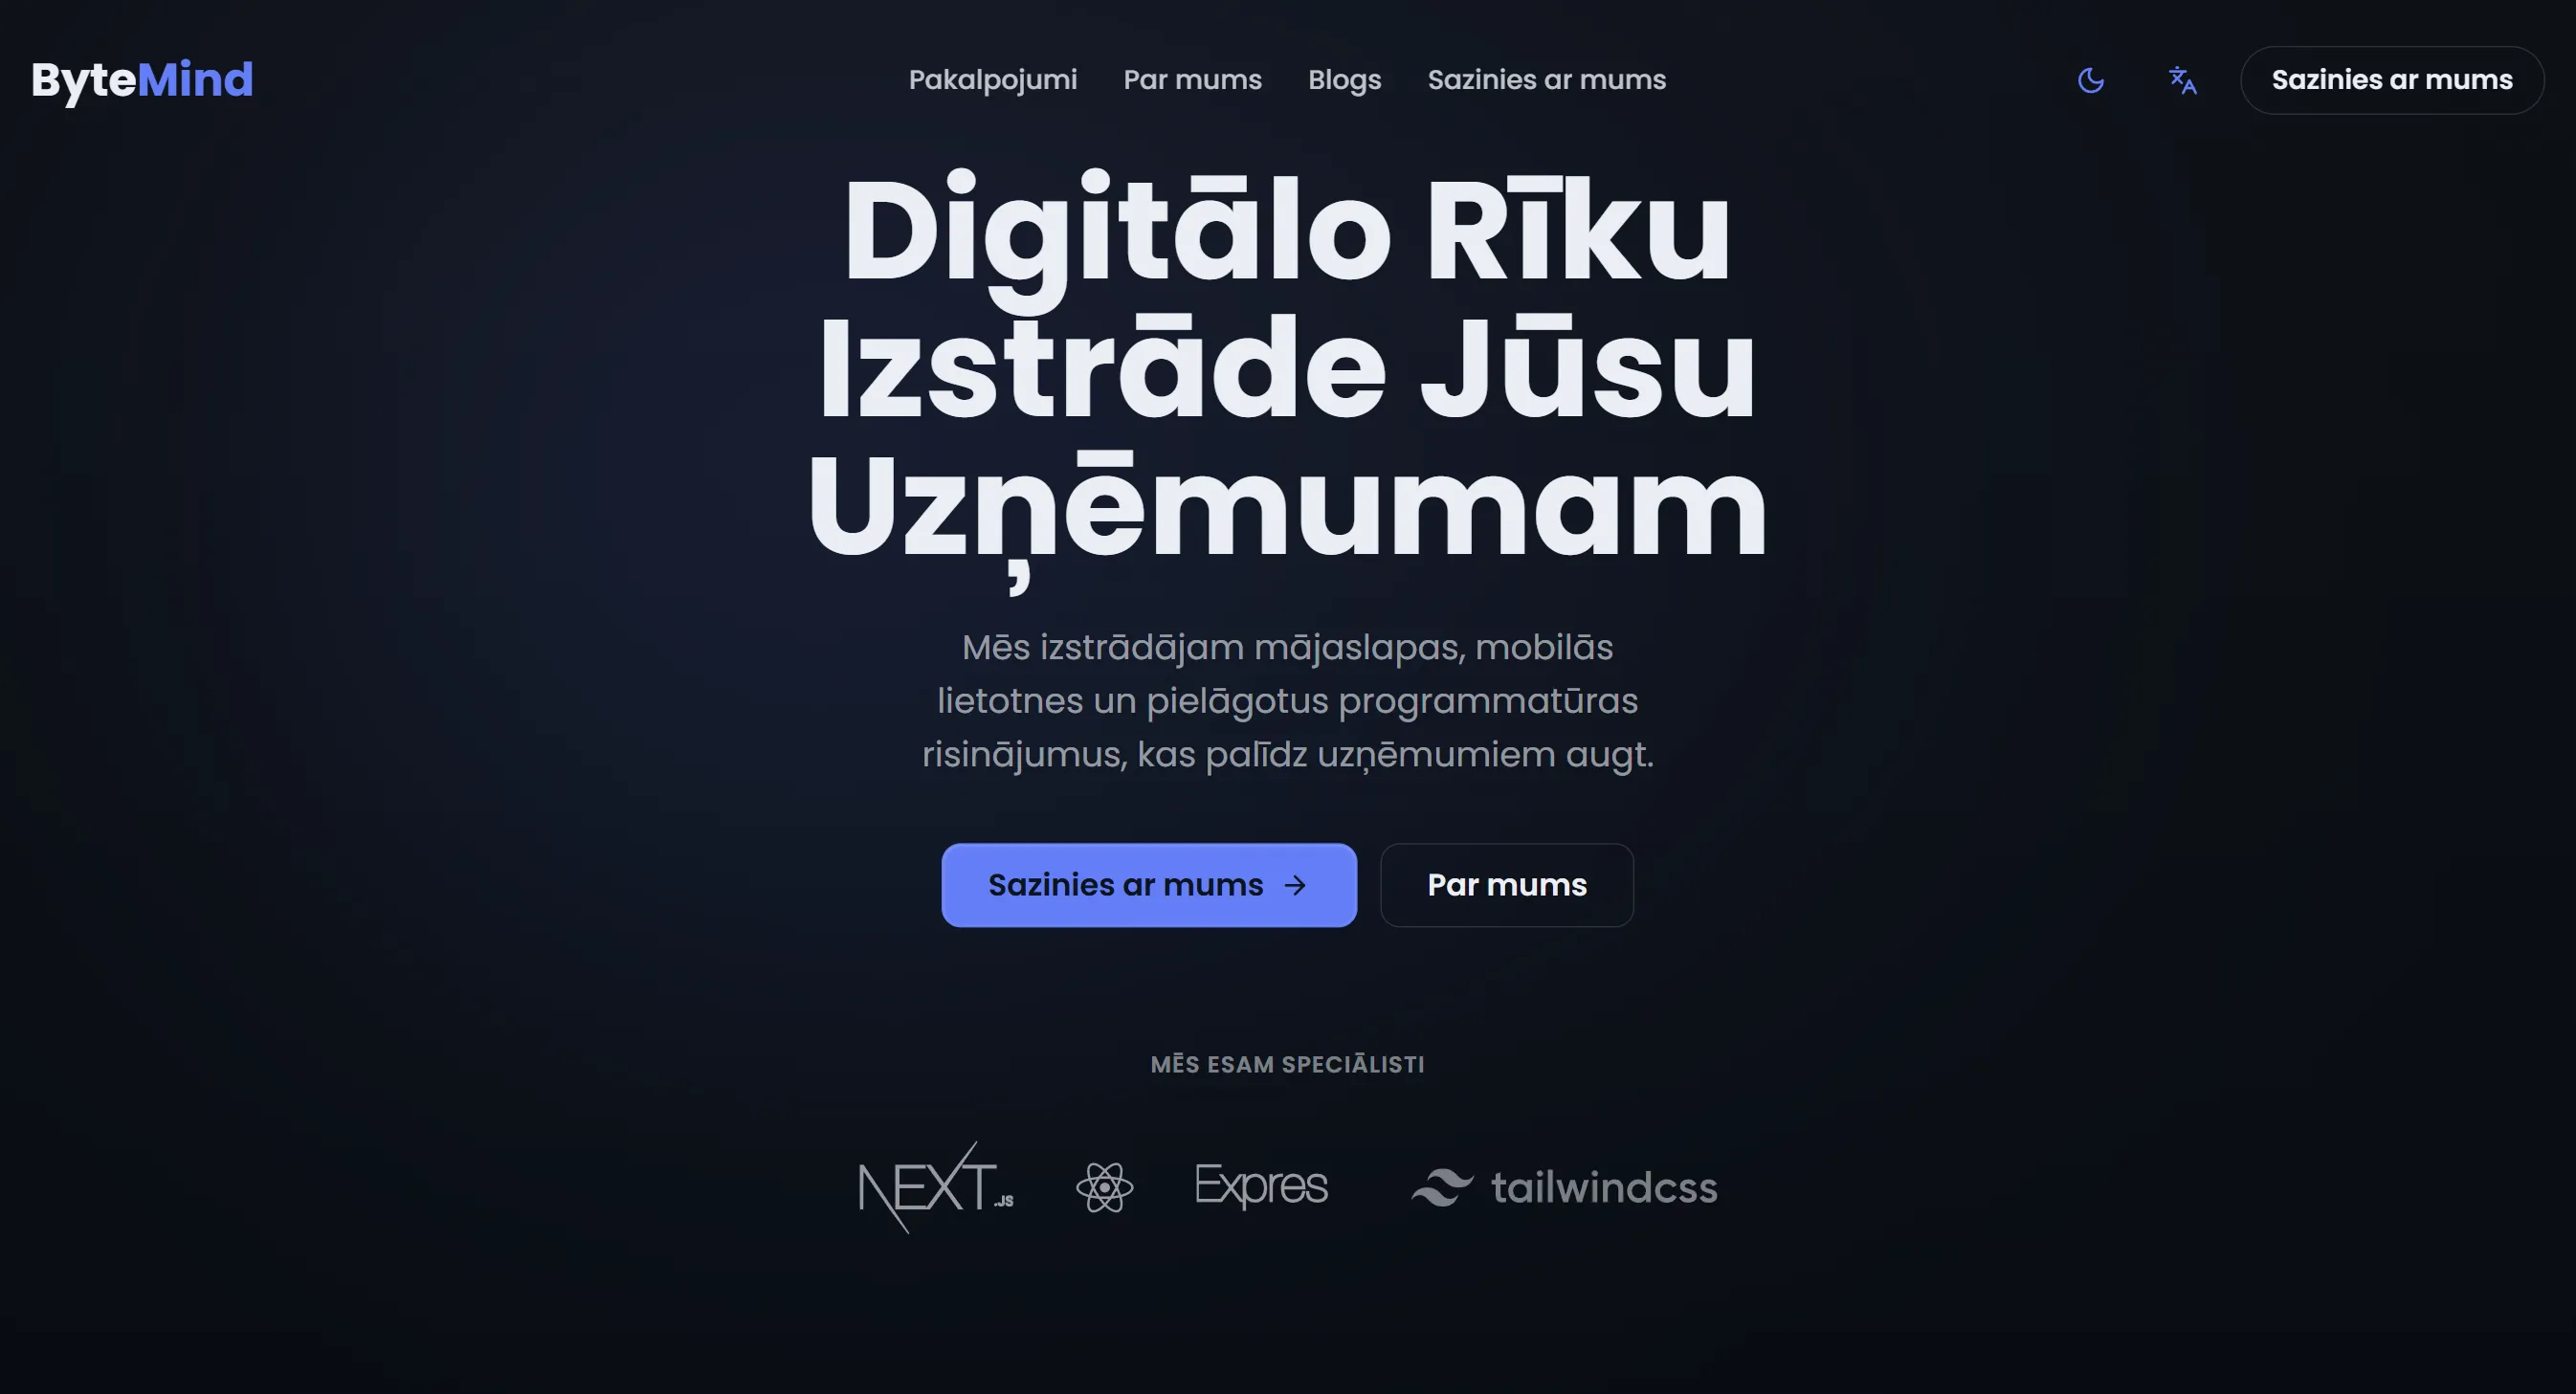 ByteMind
Pakalpojumi
Par mums
Blogs
Sazinies ar mums
Sazinies ar mums
Digitālo Rīku
Izstrāde Jūsu
Uzņēmumam
Mēs izstrādājam mājaslapas, mobilās
lietotnes un pielāgotus programmatūras
risinājumus, kas palīdz uzņēmumiem augt.
Sazinies ar mums →
Par mums
MĒS ESAM SPECIĀLISTI
NEXT.JS
Expres
tailwindcss